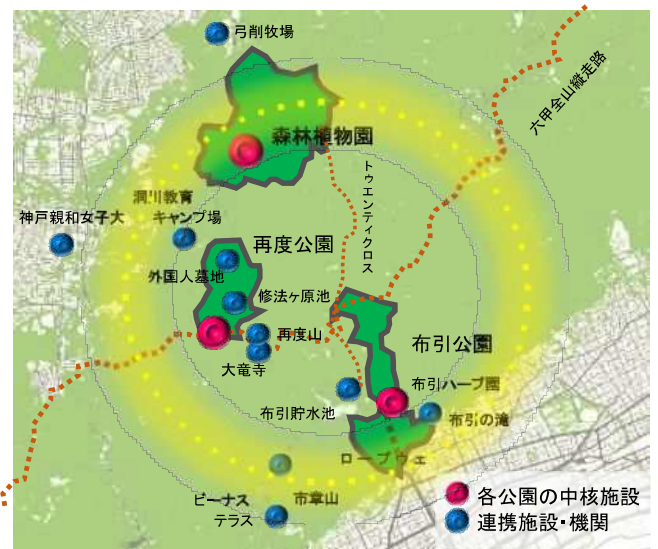 弓削牧場
六甲全山縦走路
森林植物園
トゥエンティクロス
洞川教育
キャンプ場
神戸親和女子大
再度公園
外国人墓地
修法ヶ原池
再度山
大竜寺
布引公園
布引ハーブ園
布引貯水池
布引の滝
ロープウェ
市章山
ビーナス
テラス
各公園の中核施設
連携施設・機関